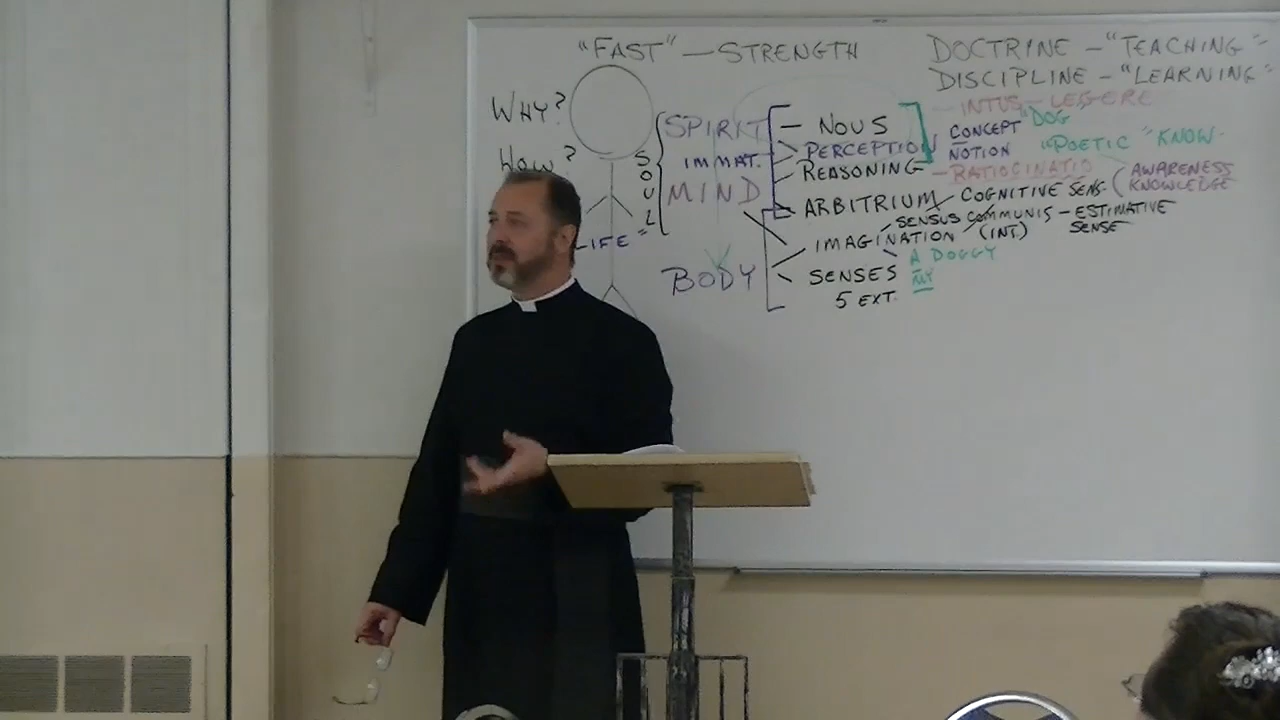 "FAST" — STRENGTH
DOCTRINE - "TEACHING"-
DISCIPLINE - "LEARNING"
WHY?
HOW?
SOUL
"LIFE"
SPIRIT
IMMAT.
MIND
BODY
- NOUS
PERCEPTION
REASONING
ARBITRIUM
IMAGINATION (INT)
SENSES
5 EXT.
- INTUS - LEGERE
CONCEPT "DOG
NOTION
"POETIC "KNOW-
- RATIOCINATIO
AWARENESS
KNOWLEDGE
COGNITIVE SENS.
SENSUS COMMUNIS - ESTIMATIVE
SENSE
A DOGGY
MY